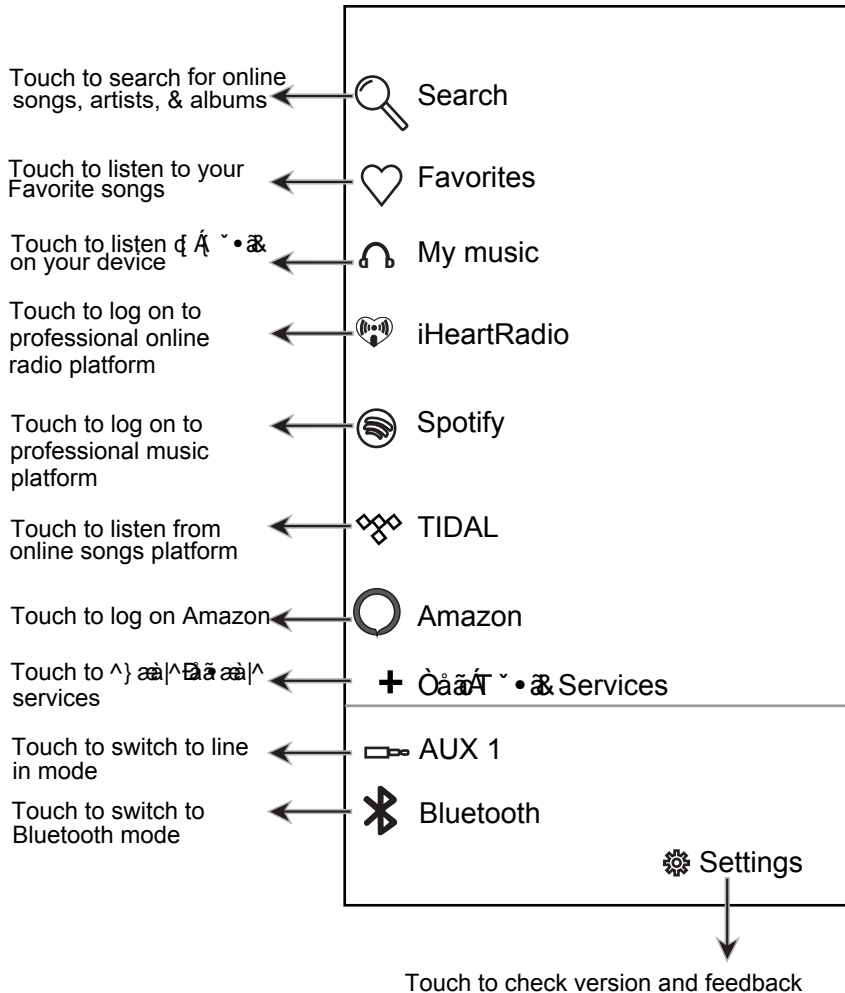 Touch to search for online
songs, artists, & albums
Search
Touch to listen to your
Favorite songs
Favorites
Touch to listen
on your device
My music
Touch to log on to
professional online
radio platform
iHeartRadio
Touch to log on to
professional music
platform
Spotify
Touch to listen from
online songs platform
TIDAL
Touch to log on Amazon
Amazon
Touch to
services
+
Services
Touch to switch to line
in mode
AUX 1
Touch to switch to
Bluetooth mode
Bluetooth
Settings
Touch to check version and feedback